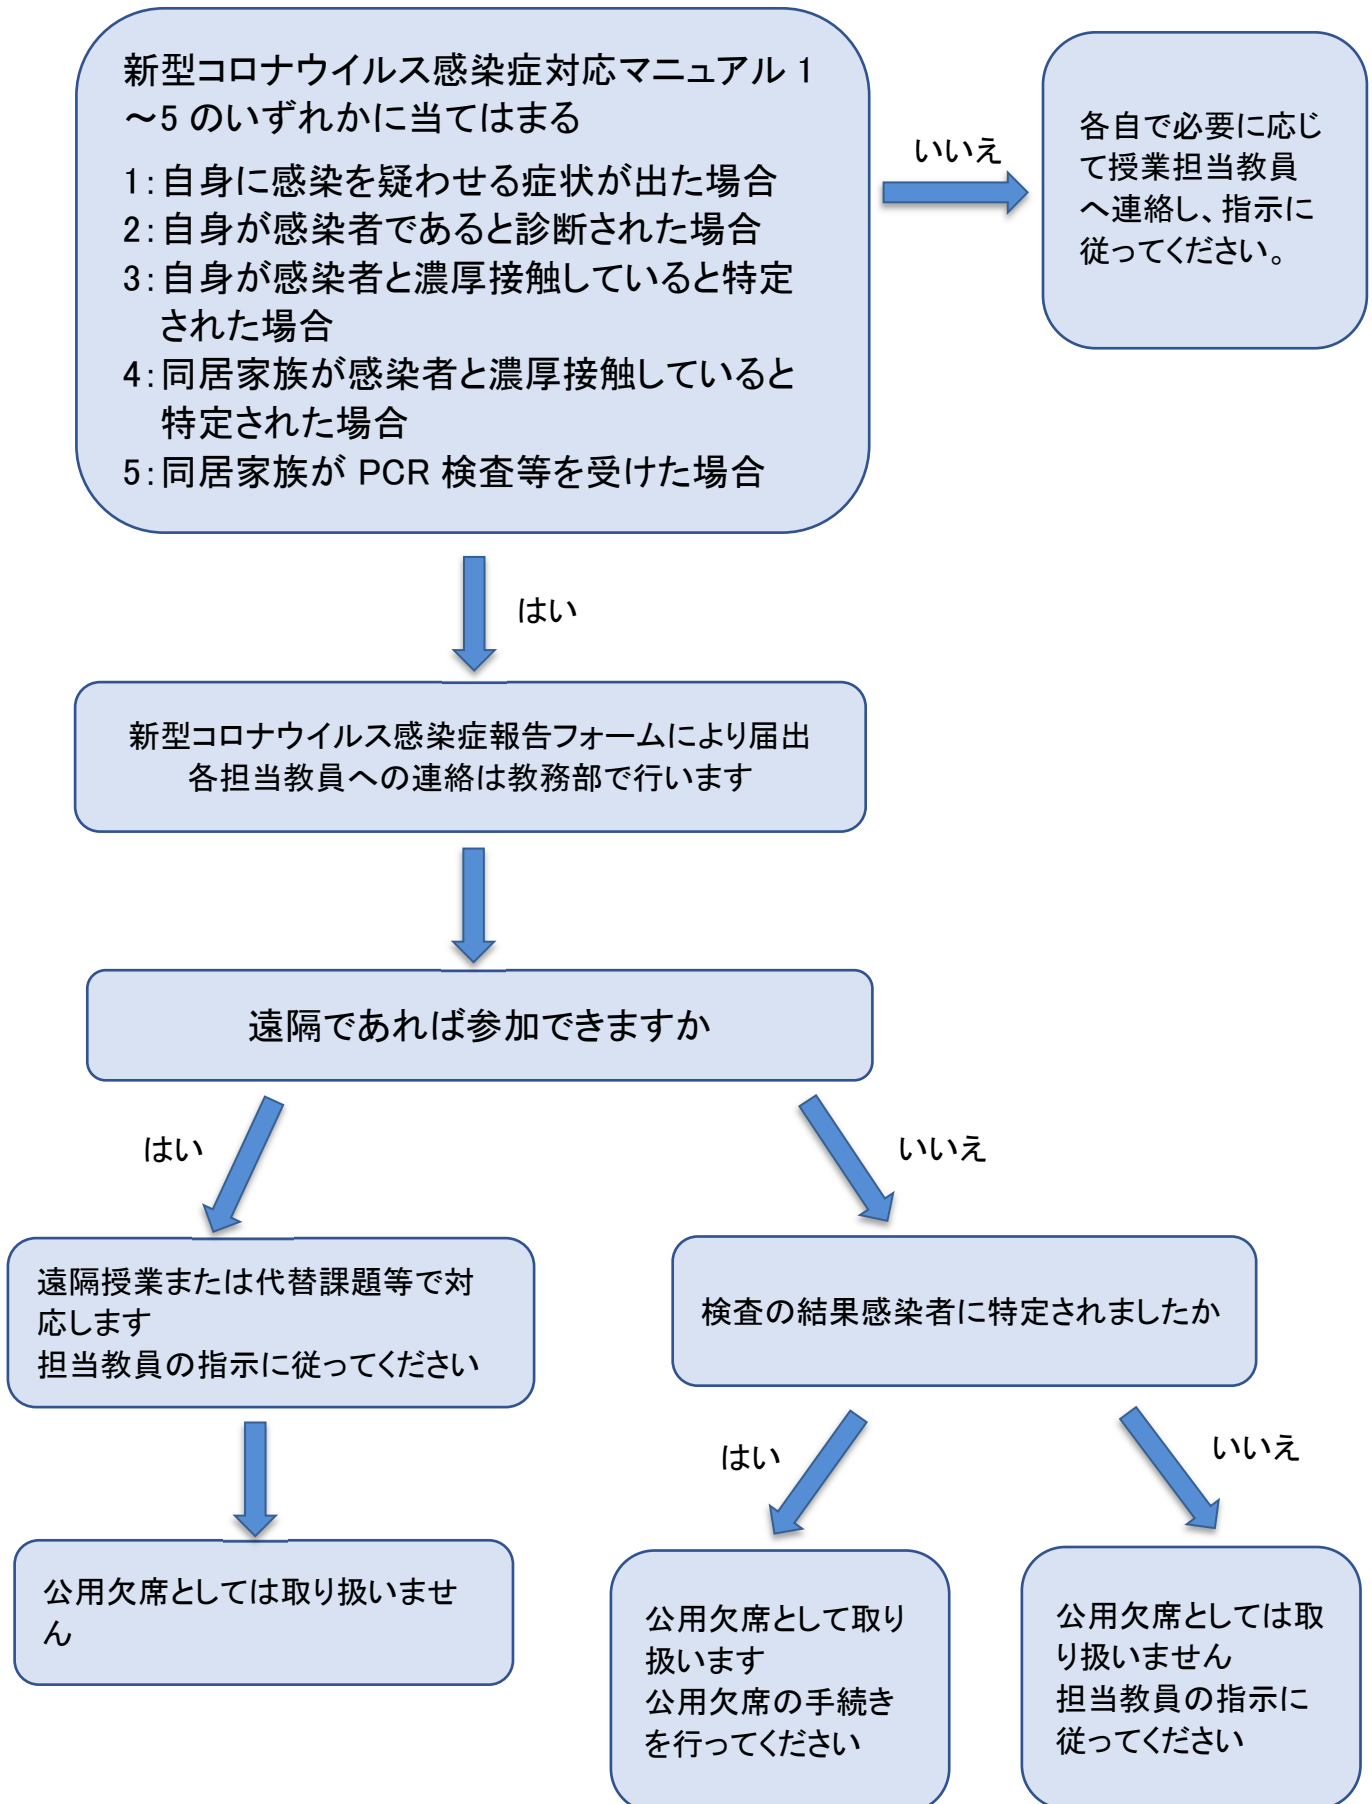 新型コロナウイルス感染症対応マニュアル 1
～5 のいずれかに当てはまる
1：自身に感染を疑わせる症状が出た場合
2：自身が感染者であると診断された場合
3：自身が感染者と濃厚接触していると特定
された場合
4：同居家族が感染者と濃厚接触していると
特定された場合
5：同居家族が PCR 検査等を受けた場合
いいえ
各自で必要に応じ
て授業担当教員
へ連絡し、指示に
従ってください。
はい
新型コロナウイルス感染症報告フォームにより届出
各担当教員への連絡は教務部で行います
遠隔であれば参加できますか
はい
いいえ
遠隔授業または代替課題等で対
応します
担当教員の指示に従ってください
検査の結果感染者に特定されましたか
はい
いいえ
公用欠席としては取り扱いませ
ん
公用欠席として取り
扱います
公用欠席の手続き
を行ってください
公用欠席としては取
り扱いません
担当教員の指示に
従ってください